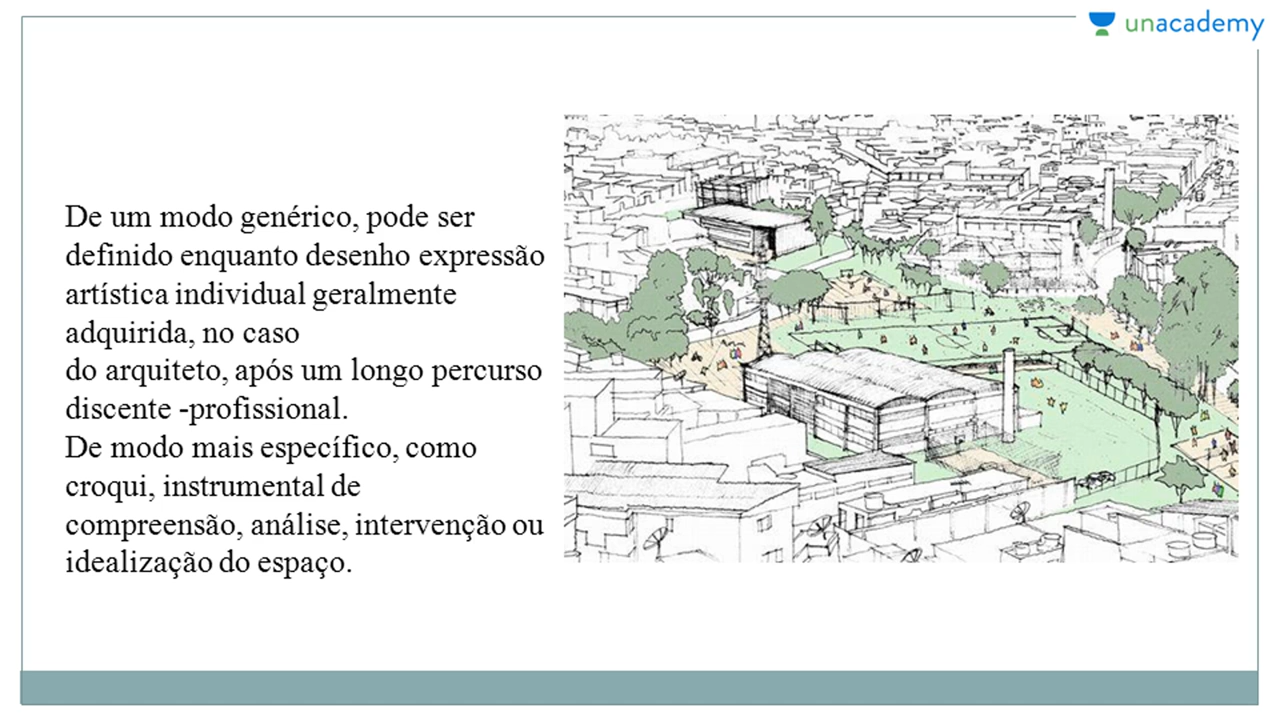 unacademy
De um modo genérico, pode ser
definido enquanto desenho expressão
artística individual geralmente
adquirida, no caso
do arquiteto, após um longo percurso
discente -profissional.
De modo mais específico, como
croqui, instrumental de
compreensão, análise, intervenção ou
idealização do espaço.